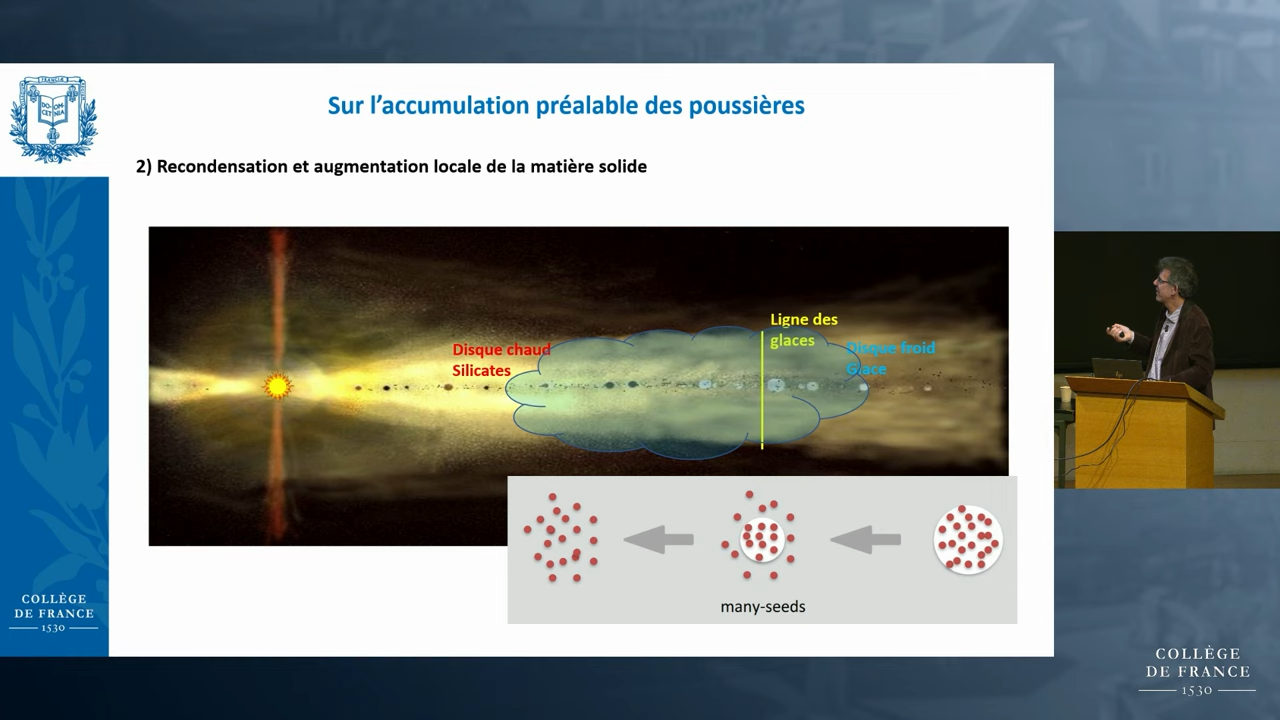 Sur l’accumulation préalable des poussières
2) Recondensation et augmentation locale de la matière solide
Ligne des
glaces
Disque chaud
Silicates
Disque froid
Glace
many-seeds
COLLÈGE
DE FRANCE
1530
COLLÈGE
DE FRANCE
1530